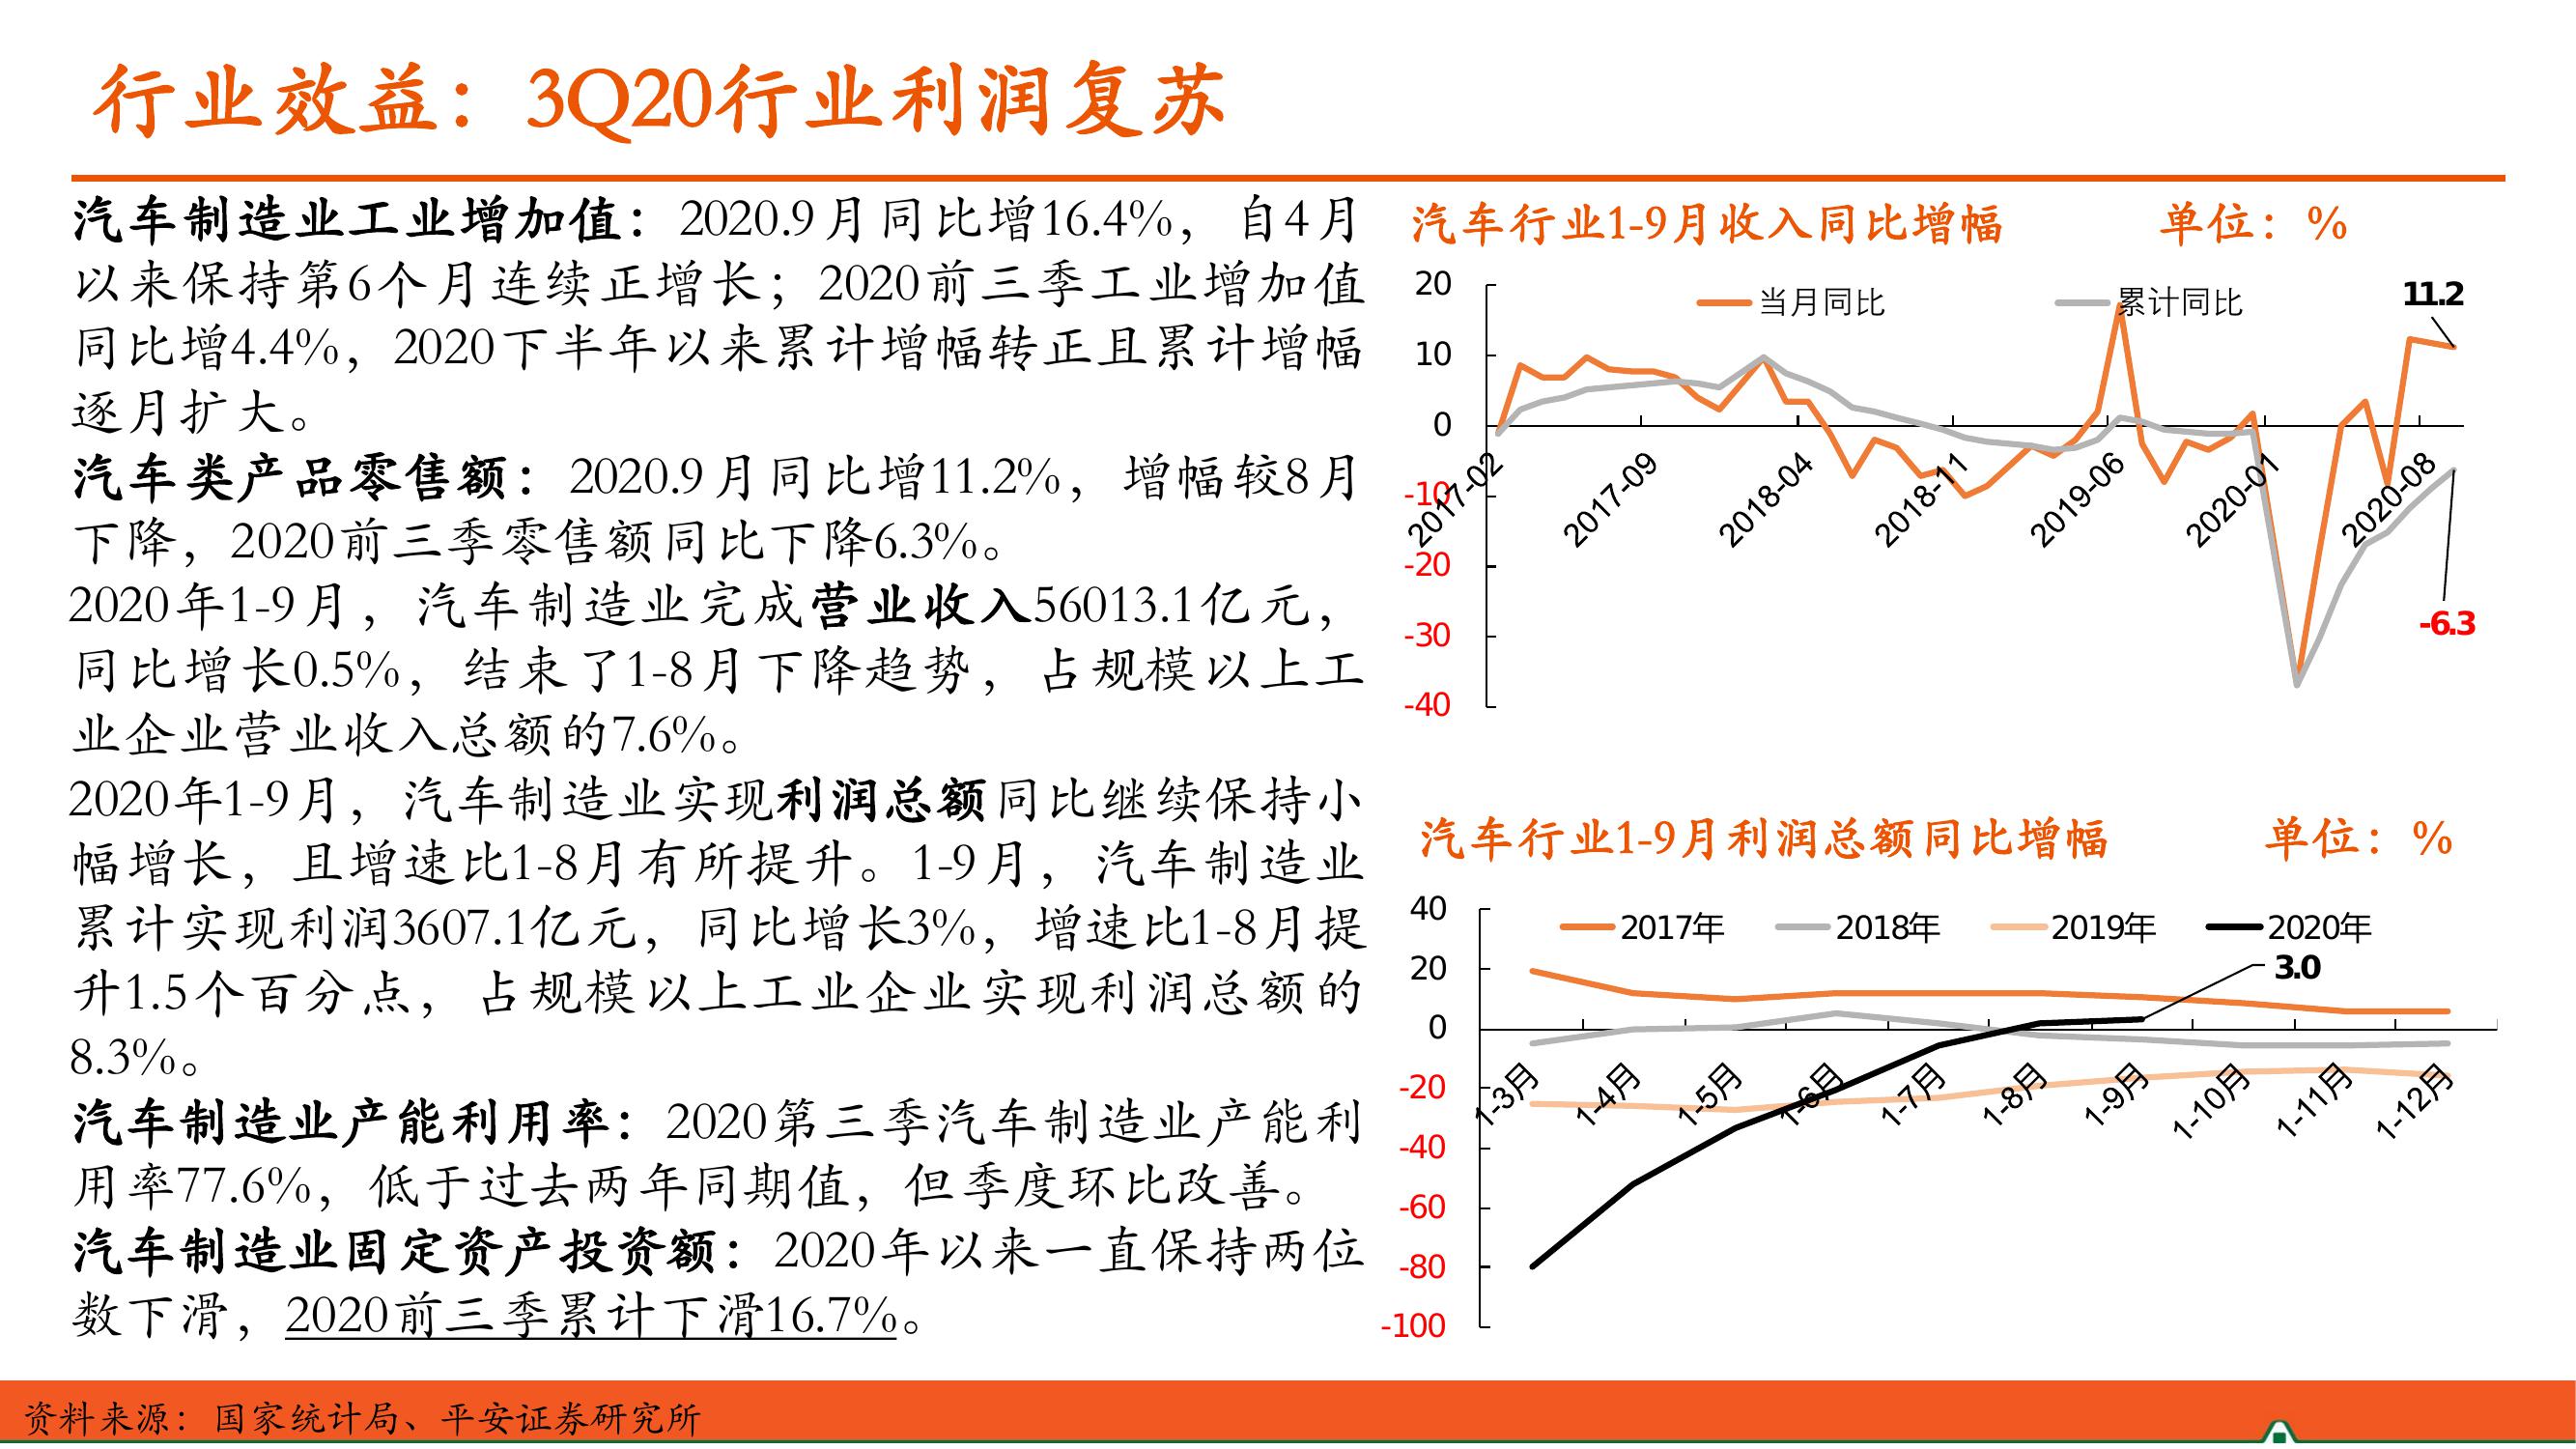 行业效益：3Q20行业利润复苏
汽车制造业工业增加值：2020.9月同比增16.4%，自4月
以来保持第6个月连续正增长；2020前三季工业增加值
同比增4.4%，2020下半年以来累计增幅转正且累计增幅
逐月扩大。
汽车类产品零售额：2020.9月同比增11.2%，增幅较8月
下降，2020前三季零售额同比下降6.3%。
2020年1-9月，汽车制造业完成营业收入56013.1亿元，
同比增长0.5%，结束了1-8月下降趋势，占规模以上工
业企业营业收入总额的7.6%。
2020年1-9月，汽车制造业实现利润总额同比继续保持小
幅增长，且增速比1-8月有所提升。1-9月，汽车制造业
累计实现利润3607.1亿元，同比增长3%，增速比1-8月提
升1.5个百分点，占规模以上工业企业实现利润总额的
8.3%。
汽车制造业产能利用率：2020第三季汽车制造业产能利
用率77.6%，低于过去两年同期值，但季度环比改善。
汽车制造业固定资产投资额：2020年以来一直保持两位
数下滑，2020前三季累计下滑16.7%。
汽车行业1-9月收入同比增幅 单位：%
当月同比 累计同比
11.2
20
10
0
-10
-20
-30
-40
2017-02 2017-09 2018-04 2018-11 2019-06 2020-01 2020-08
-6.3
汽车行业1-9月利润总额同比增幅 单位：%
2017年 2018年 2019年 2020年
3.0
40
20
0
-20
-40
-60
-80
-100
1-3月 1-4月 1-5月 1-6月 1-7月 1-8月 1-9月 1-10月 1-11月 1-12月
资料来源：国家统计局、平安证券研究所